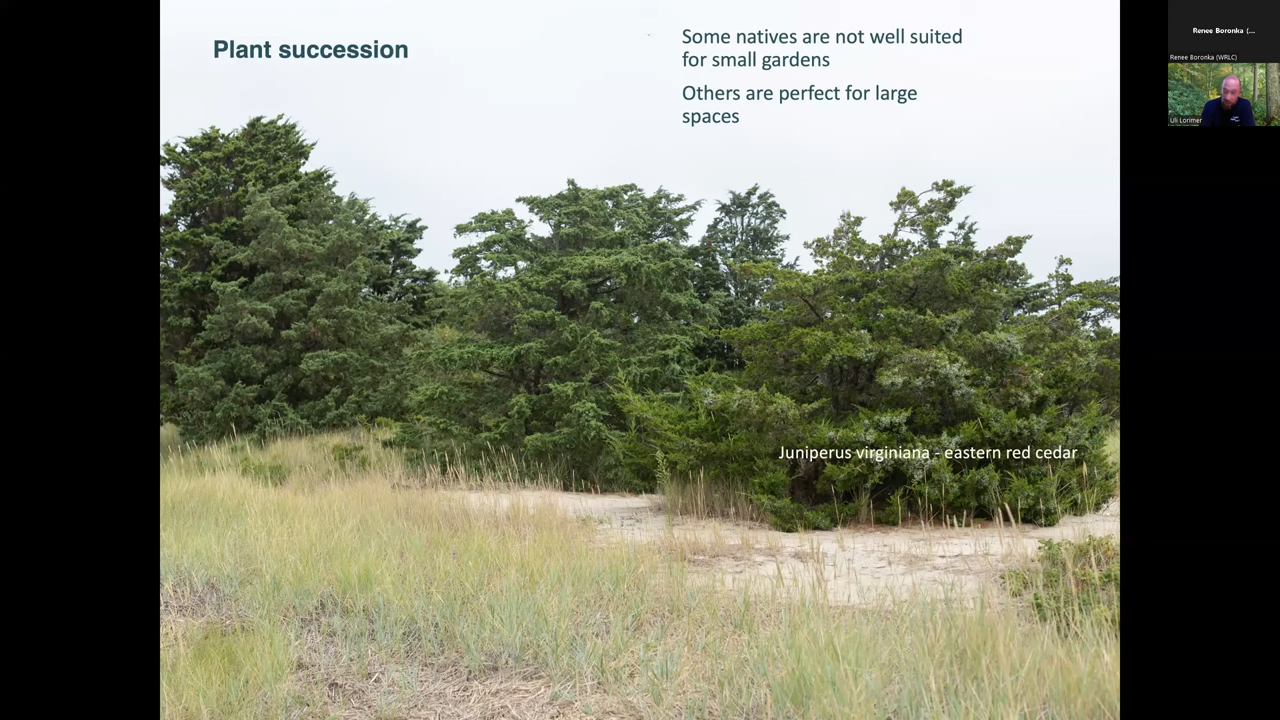 Plant succession
Some natives are not well suited
for small gardens
Others are perfect for large
spaces
Juniperus virginiana - eastern red cedar
Renee Boronka (...
Renee Boronka (WRLC)
Uli Lorimer